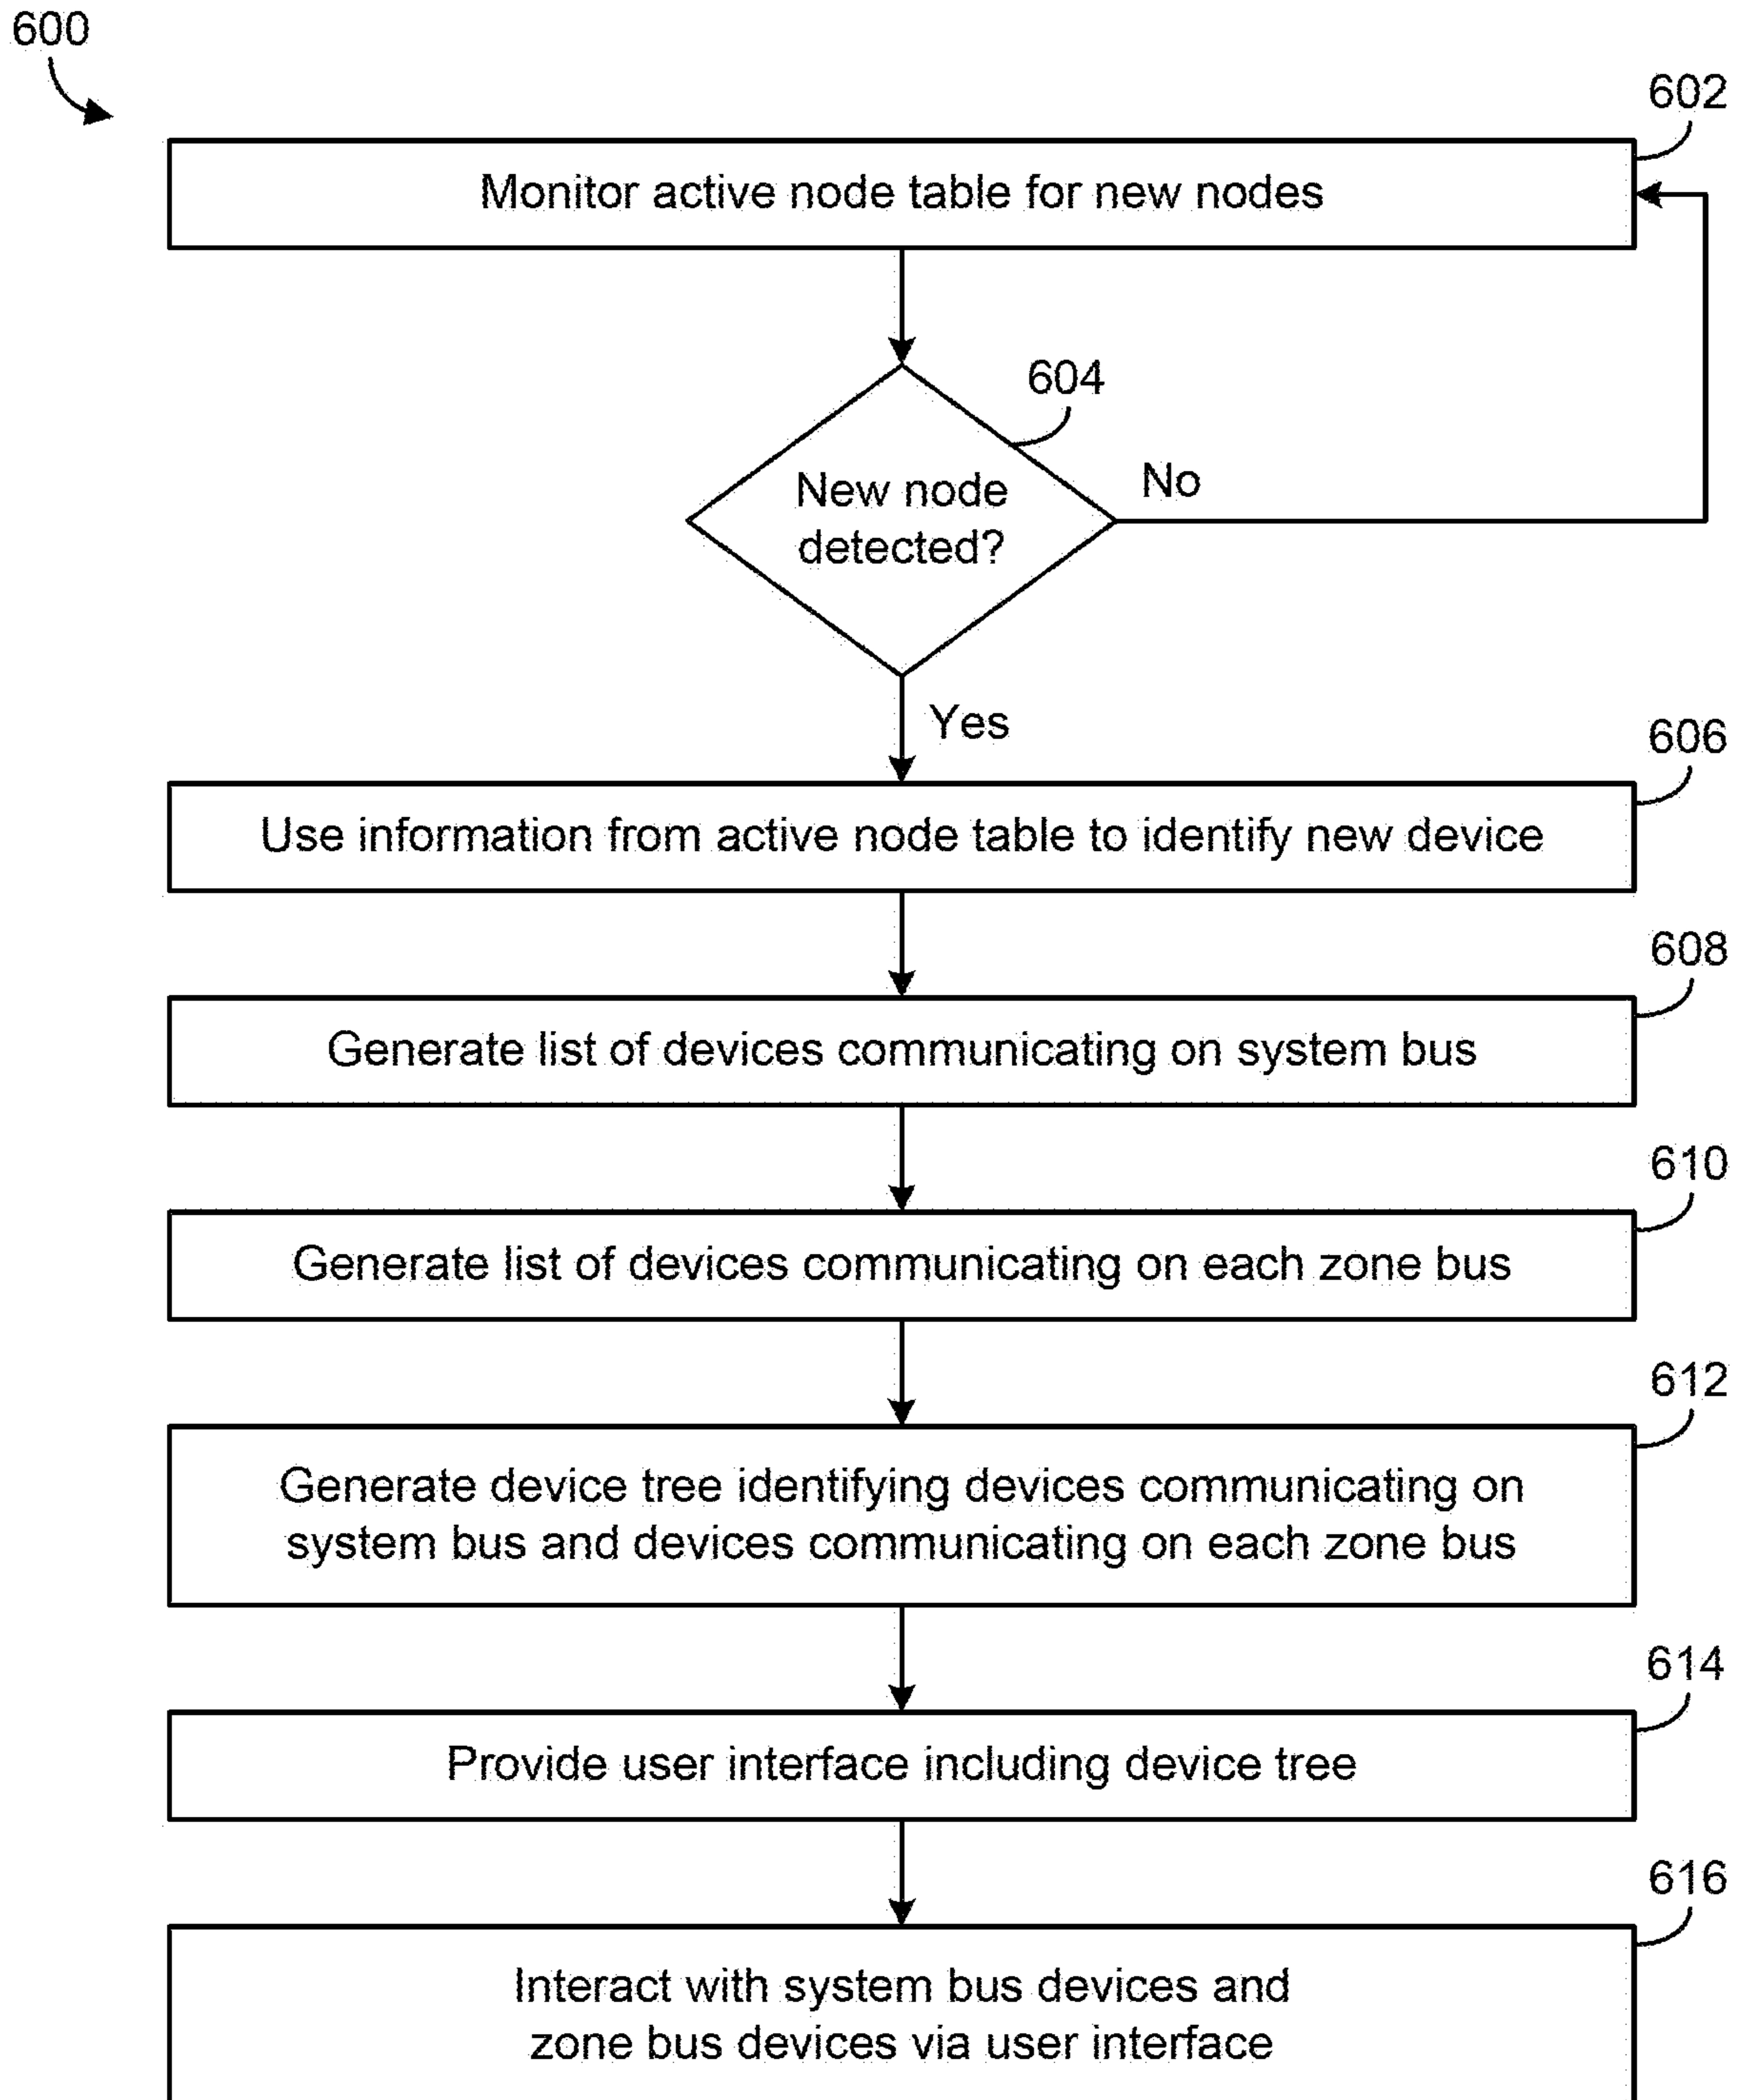 600
602
Monitor active node table for new nodes
604
New node
detected?
No
Yes
606
Use information from active node table to identify new device
608
Generate list of devices communicating on system bus
610
Generate list of devices communicating on each zone bus
612
Generate device tree identifying devices communicating on
system bus and devices communicating on each zone bus
614
Provide user interface including device tree
616
Interact with system bus devices and
zone bus devices via user interface